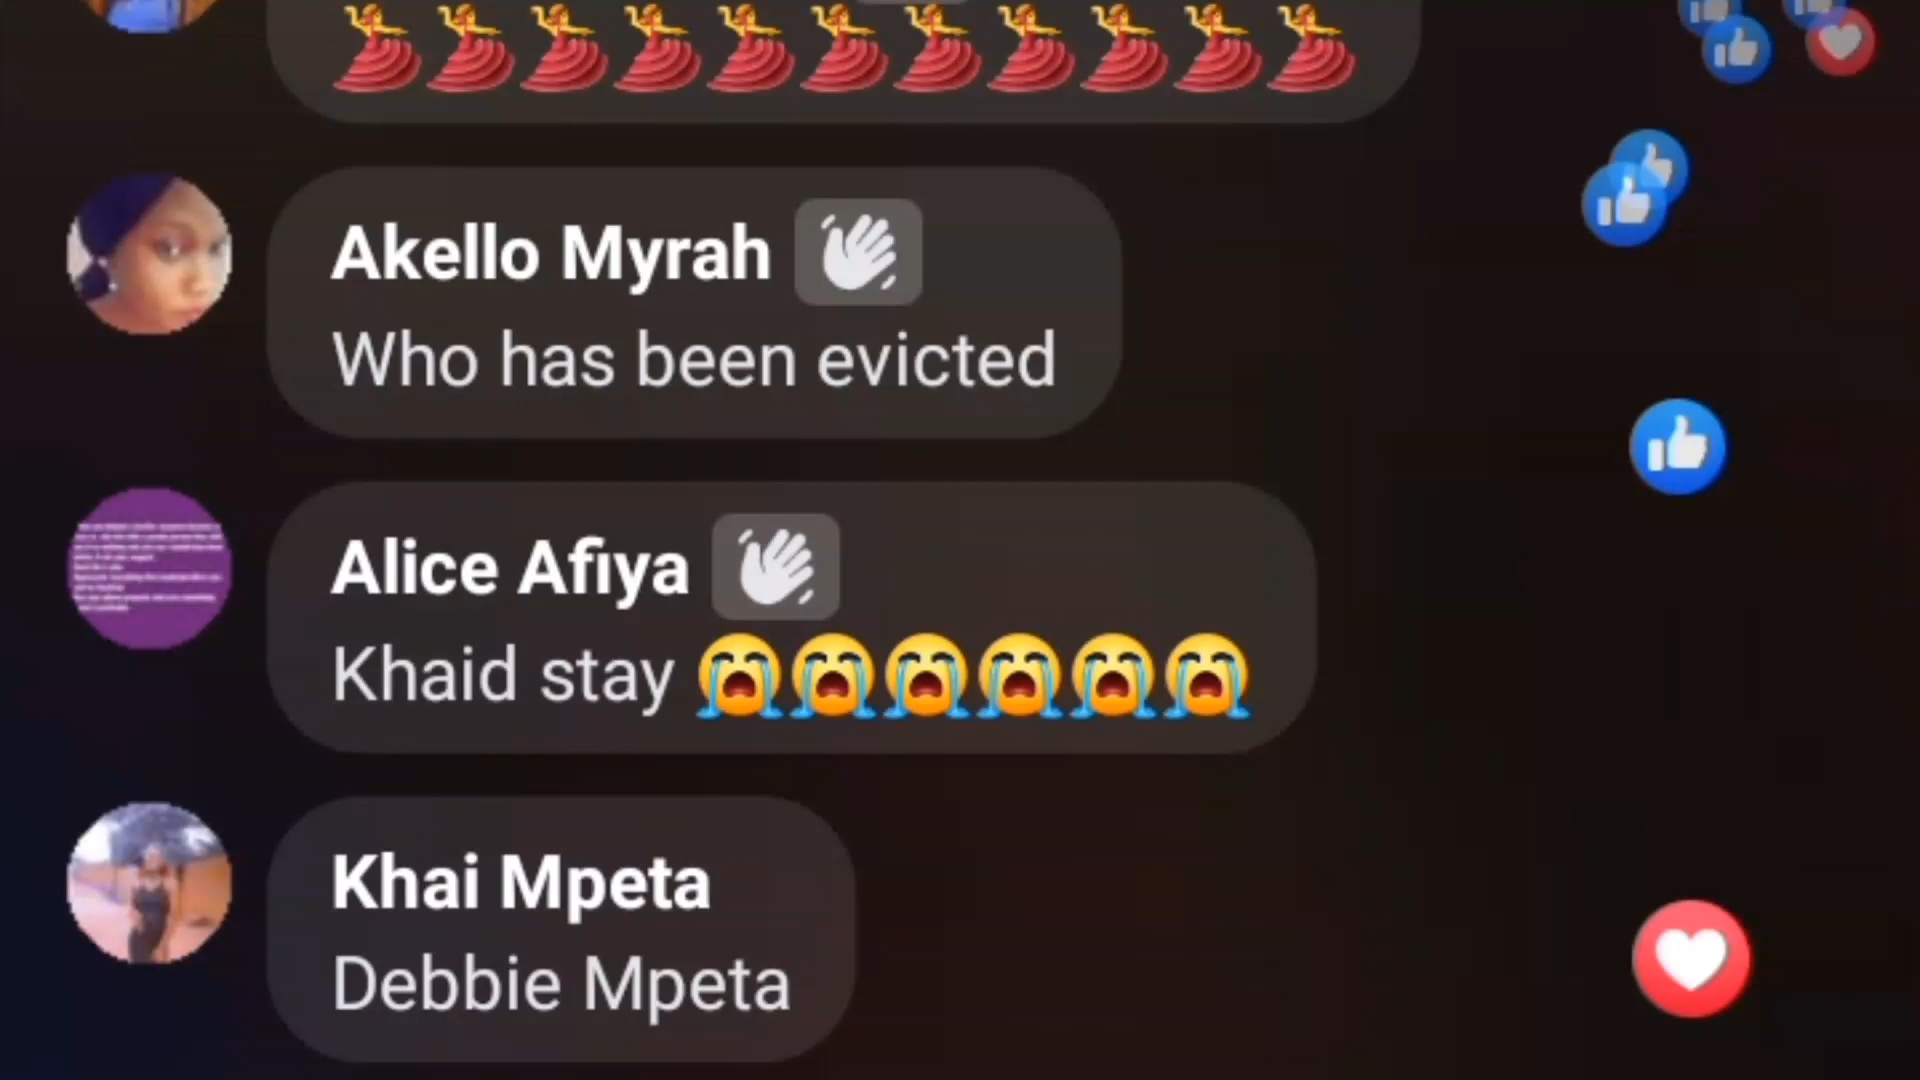 💃💃💃💃💃💃💃💃💃💃💃
Akello Myrah 👋
Who has been evicted
Alice Afiya 👋
Khaid stay 😭😭😭😭😭😭
Khai Mpeta
Debbie Mpeta